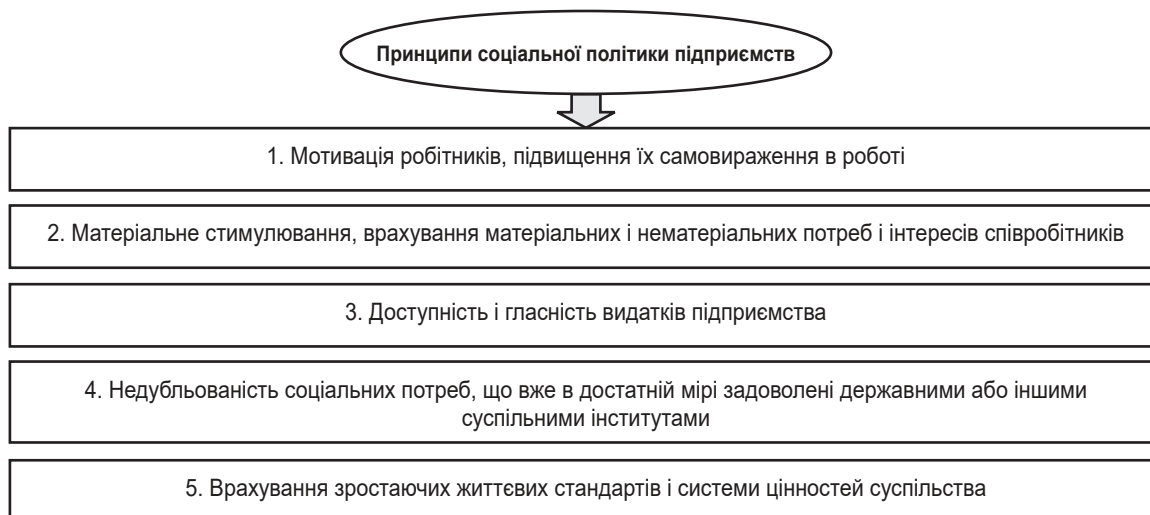 Принципи соціальної політики підприємств
1. Мотивація робітників, підвищення їх самовираження в роботі
2. Матеріальне стимулювання, врахування матеріальних і нематеріальних потреб і інтересів співробітників
3. Доступність і гласність видатків підприємства
4. Недубльованість соціальних потреб, що вже в достатній мірі задоволені державними або іншими
суспільними інститутами
5. Врахування зростаючих життєвих стандартів і системи цінностей суспільства